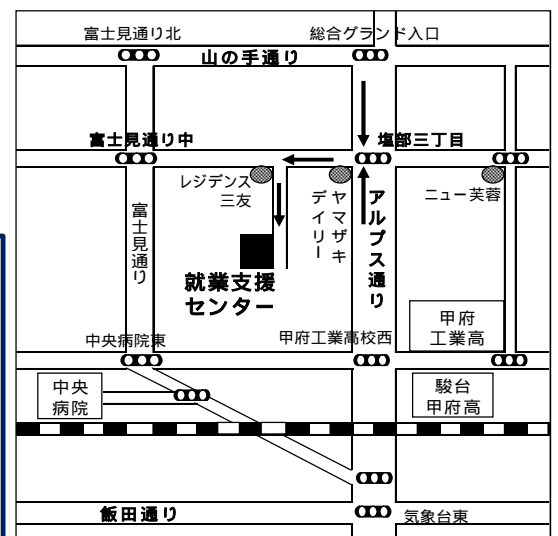 富士見通り北
総合グランド入口
山の手通り
富士見通り中
塩部三丁目
レジデンス
三友
デイリー
ヤマザキ
アルプス通り
ニュー芙蓉
富士見通り
就業支援
センター
甲府
工業高
中央病院東
甲府工業高校西
中央
病院
駿台
甲府高
飯田通り
気象台東